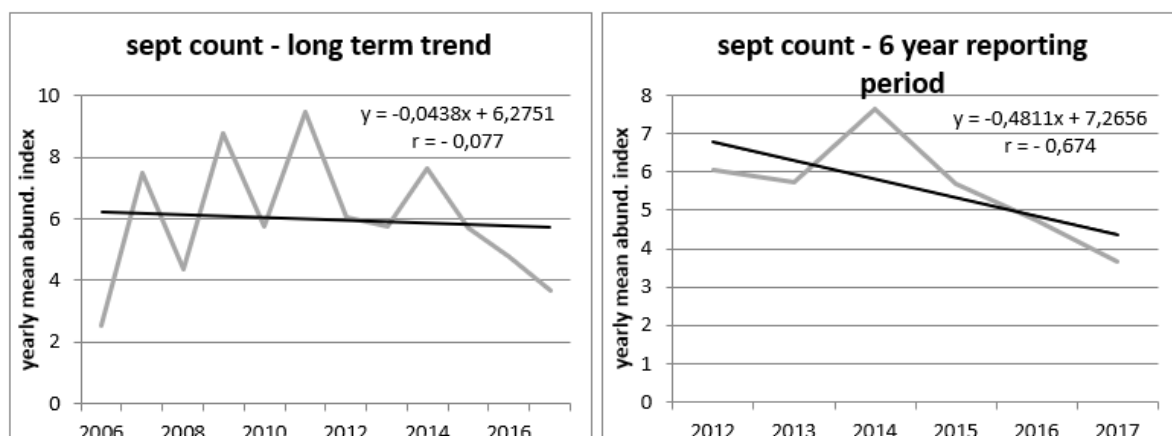 sept count - long term trend
10
8
6
4
2
0
yearly mean abund. index
y = -0,0438x + 6,2751
r = - 0,077
2006 2008 2010 2012 2014 2016
sept count - 6 year reporting
period
8
7
6
5
4
3
2
1
0
yearly mean abund. index
y = -0,4811x + 7,2656
r = - 0,674
2012 2013 2014 2015 2016 2017